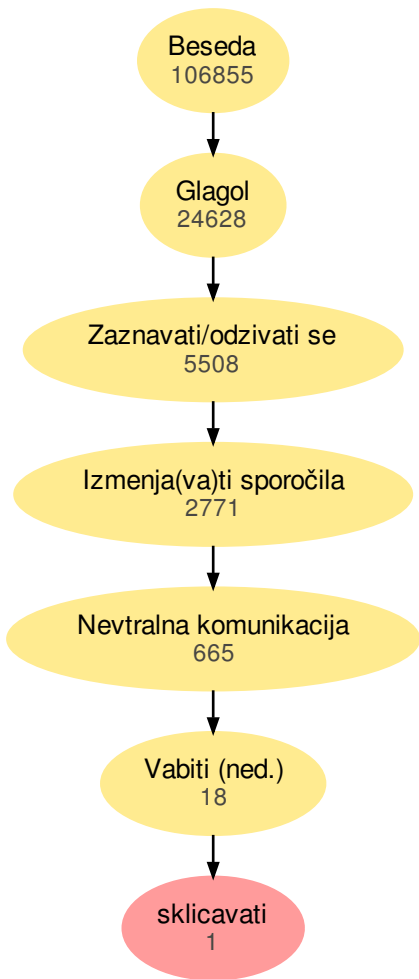 Beseda
106855
Glagol
24628
Zaznavati/odzivati se
5508
Izmenja(va)ti sporočila
2771
Nevtralna komunikacija
665
Vabiti (ned.)
18
sklicavati
1